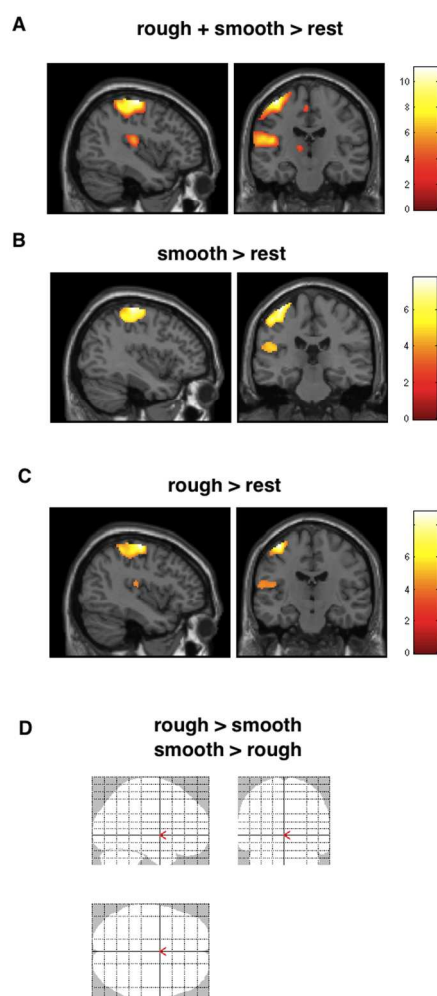 A
rough + smooth > rest
10
8
6
4
2
0
B
smooth > rest
6
4
2
0
C
rough > rest
6
4
2
0
D
rough > smooth
smooth > rough